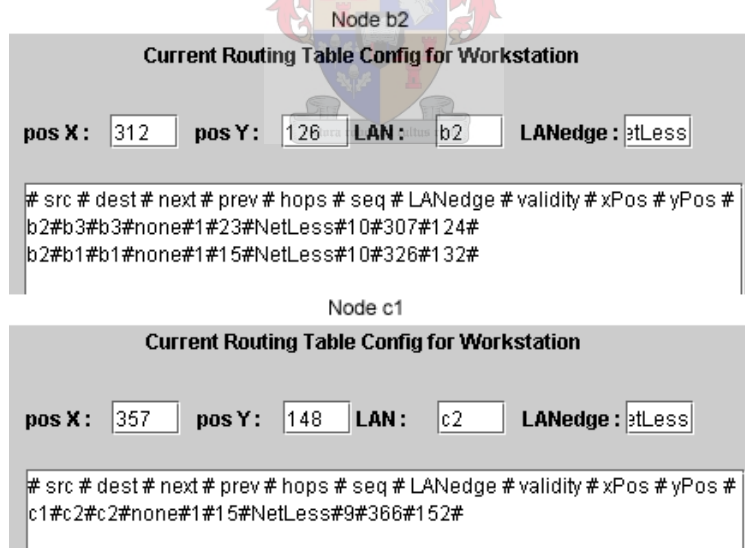 Node b2
Current Routing Table Config for Workstation
pos X : 312 pos Y : 126 LAN : b2 LANedge : etLess
# src # dest # next # prev # hops # seq # LANedge # validity # xPos # yPos #
b2#b3#b3#none#1#23#NetLess#10#307#124#
b2#b1#b1#none#1#15#NetLess#10#326#132#
Node c1
Current Routing Table Config for Workstation
pos X : 357 pos Y : 148 LAN : c2 LANedge : etLess
# src # dest # next # prev # hops # seq # LANedge # validity # xPos # yPos #
c1#c2#c2#none#1#15#NetLess#9#366#152#